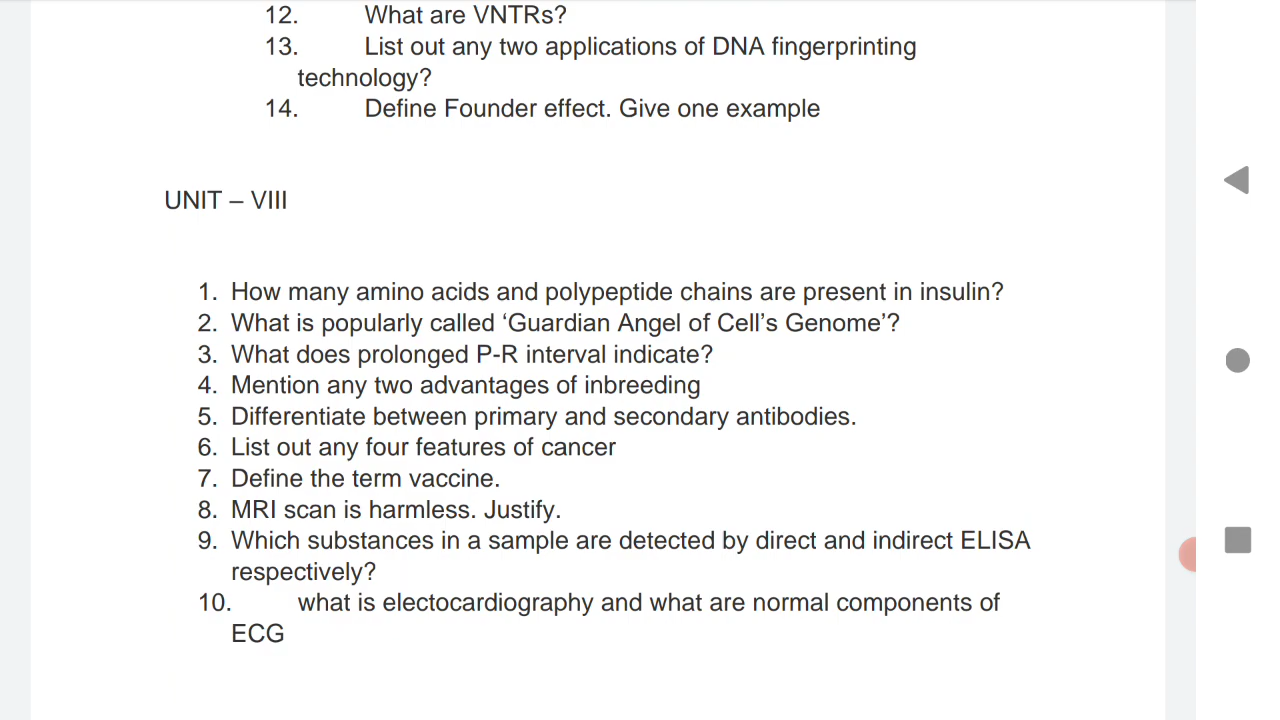 12. What are VNTRs?
13. List out any two applications of DNA fingerprinting
technology?
14. Define Founder effect. Give one example
UNIT – VIII
1. How many amino acids and polypeptide chains are present in insulin?
2. What is popularly called ‘Guardian Angel of Cell’s Genome’?
3. What does prolonged P-R interval indicate?
4. Mention any two advantages of inbreeding
5. Differentiate between primary and secondary antibodies.
6. List out any four features of cancer
7. Define the term vaccine.
8. MRI scan is harmless. Justify.
9. Which substances in a sample are detected by direct and indirect ELISA
respectively?
10. what is electocardiography and what are normal components of
ECG